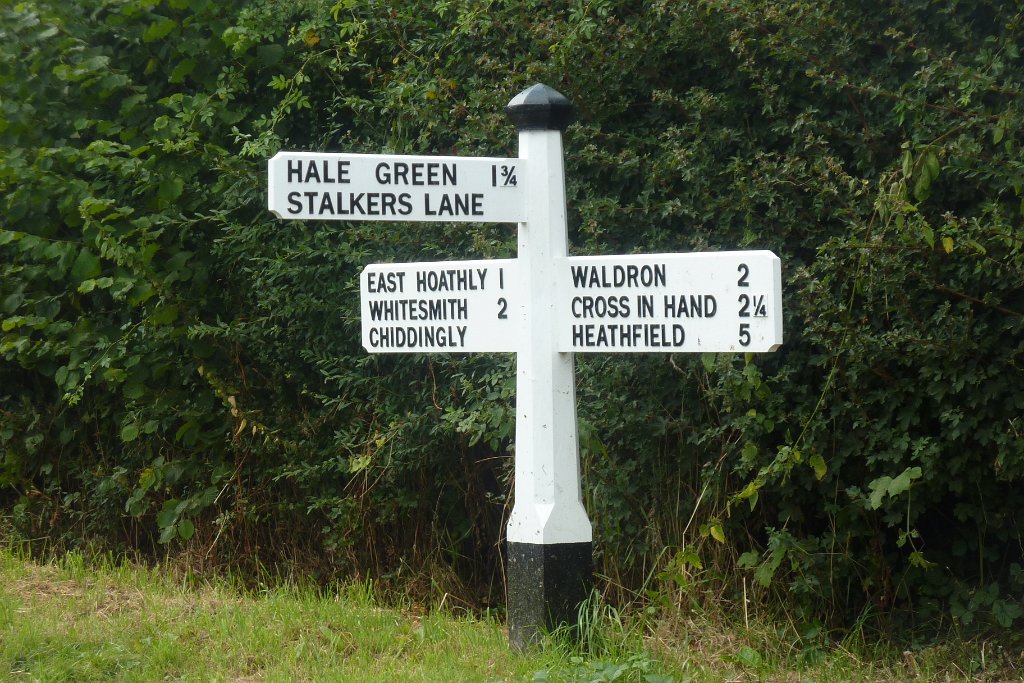 HALE GREEN 1¾
STALKERS LANE
EAST HOATHLY 1
WHITESMITH 2
CHIDDINGLY
WALDRON 2
CROSS IN HAND 2¼
HEATHFIELD 5